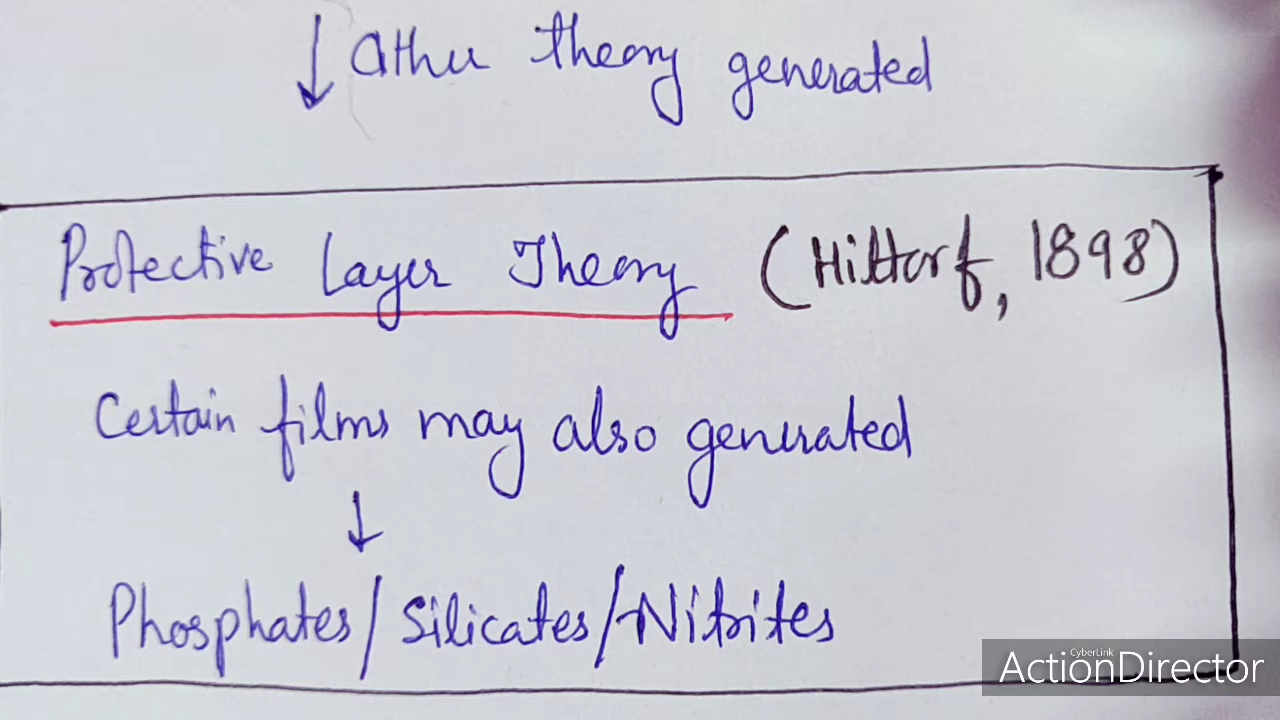 ↓ Other theory generated
Protective Layer Theory (Hittorf, 1898)
Certain films may also generated
↓
Phosphates/Silicates/Nitrites
CyberLink
ActionDirector